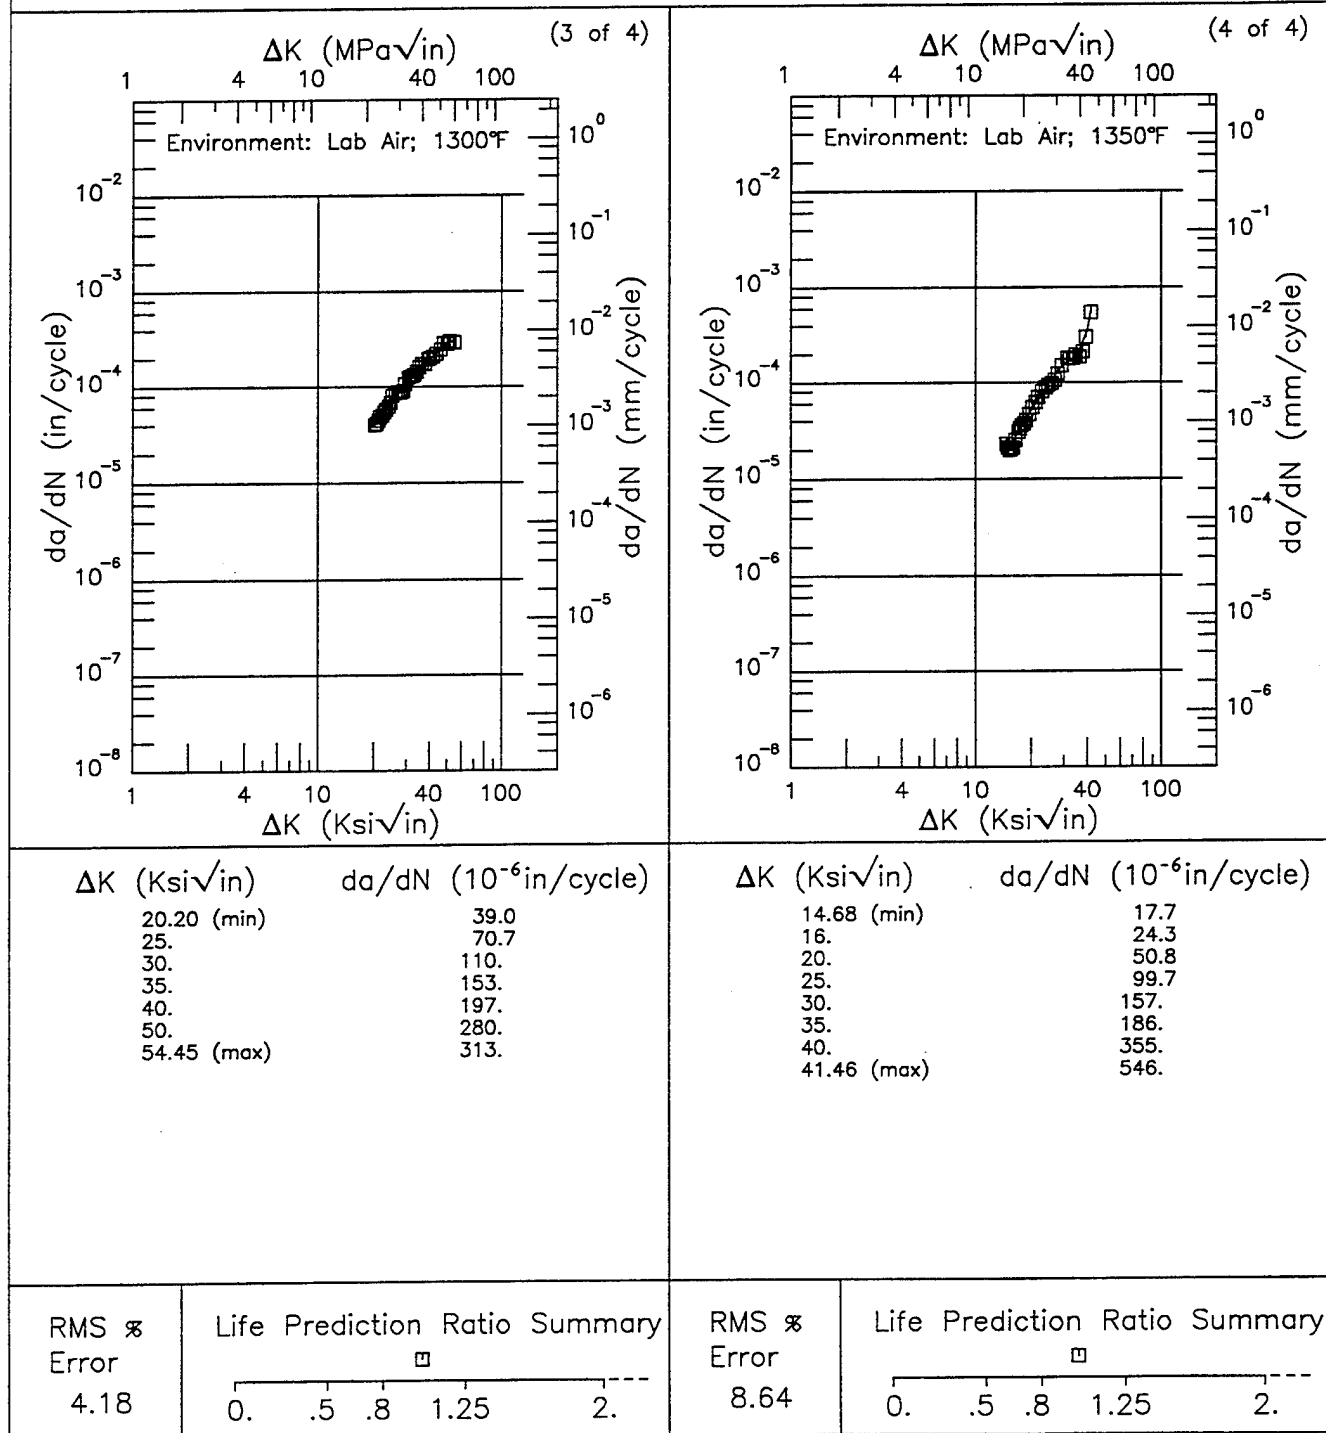 (3 of 4)
ΔK (MPa√in)
1 4 10 40 100
Environment: Lab Air; 1300°F
10⁻²
10⁻³
10⁻⁴
10⁻⁵
10⁻⁶
10⁻⁷
10⁻⁸
da/dN (in/cycle)
10⁰
10⁻¹
10⁻²
10⁻³
10⁻⁴
10⁻⁵
10⁻⁶
da/dN (mm/cycle)
1 4 10 40 100
ΔK (Ksi√in)
ΔK (Ksi√in) da/dN (10⁻⁶in/cycle)
20.20 (min) 39.0
25. 70.7
30. 110.
35. 153.
40. 197.
50. 280.
54.45 (max) 313.
RMS %
Error
4.18
Life Prediction Ratio Summary
0. .5 .8 1.25 2.
(4 of 4)
ΔK (MPa√in)
1 4 10 40 100
Environment: Lab Air; 1350°F
10⁻²
10⁻³
10⁻⁴
10⁻⁵
10⁻⁶
10⁻⁷
10⁻⁸
da/dN (in/cycle)
10⁰
10⁻¹
10⁻²
10⁻³
10⁻⁴
10⁻⁵
10⁻⁶
da/dN (mm/cycle)
1 4 10 40 100
ΔK (Ksi√in)
ΔK (Ksi√in) da/dN (10⁻⁶in/cycle)
14.68 (min) 17.7
16. 24.3
20. 50.8
25. 99.7
30. 157.
35. 186.
40. 355.
41.46 (max) 546.
RMS %
Error
8.64
Life Prediction Ratio Summary
0. .5 .8 1.25 2.